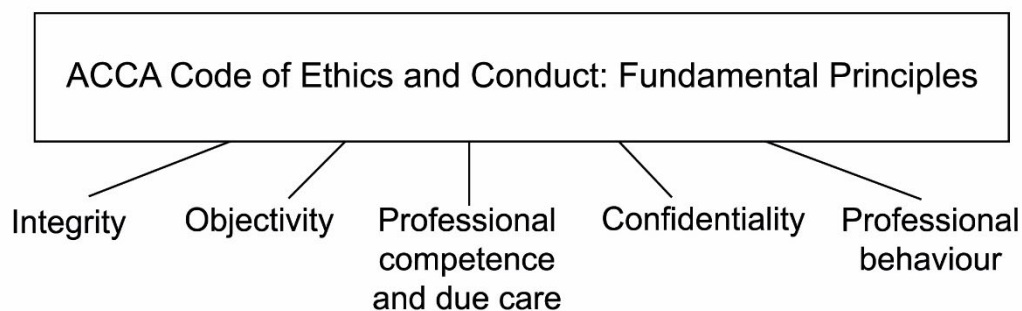 ACCA Code of Ethics and Conduct: Fundamental Principles
Integrity
Objectivity
Professional
competence
and due care
Confidentiality
Professional
behaviour